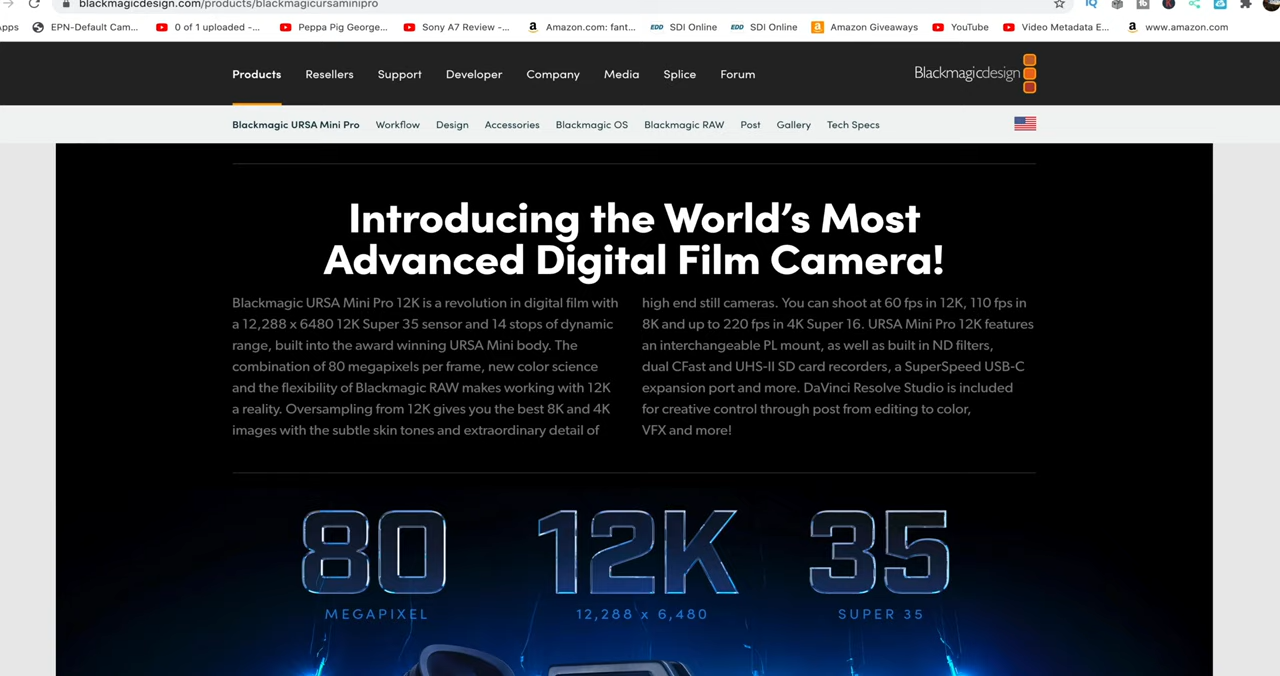 blackmagicdesign.com/products/blackmagicursaminipro
pps EPN-Default Cam... 0 of 1 uploaded -... Peppa Pig George... Sony A7 Review -... Amazon.com: fant... EDD SDI Online EDD SDI Online Amazon Giveaways YouTube Video Metadata E... www.amazon.com
Products Resellers Support Developer Company Media Splice Forum Blackmagicdesign
Blackmagic URSA Mini Pro Workflow Design Accessories Blackmagic OS Blackmagic RAW Post Gallery Tech Specs
Introducing the World’s Most
Advanced Digital Film Camera!
Blackmagic URSA Mini Pro 12K is a revolution in digital film with
a 12,288 x 6480 12K Super 35 sensor and 14 stops of dynamic
range, built into the award winning URSA Mini body. The
combination of 80 megapixels per frame, new color science
and the flexibility of Blackmagic RAW makes working with 12K
a reality. Oversampling from 12K gives you the best 8K and 4K
images with the subtle skin tones and extraordinary detail of
high end still cameras. You can shoot at 60 fps in 12K, 110 fps in
8K and up to 220 fps in 4K Super 16. URSA Mini Pro 12K features
an interchangeable PL mount, as well as built in ND filters,
dual CFast and UHS-II SD card recorders, a SuperSpeed USB-C
expansion port and more. DaVinci Resolve Studio is included
for creative control through post from editing to color,
VFX and more!
80 12K 35
MEGAPIXEL 12,288 x 6,480 SUPER 35